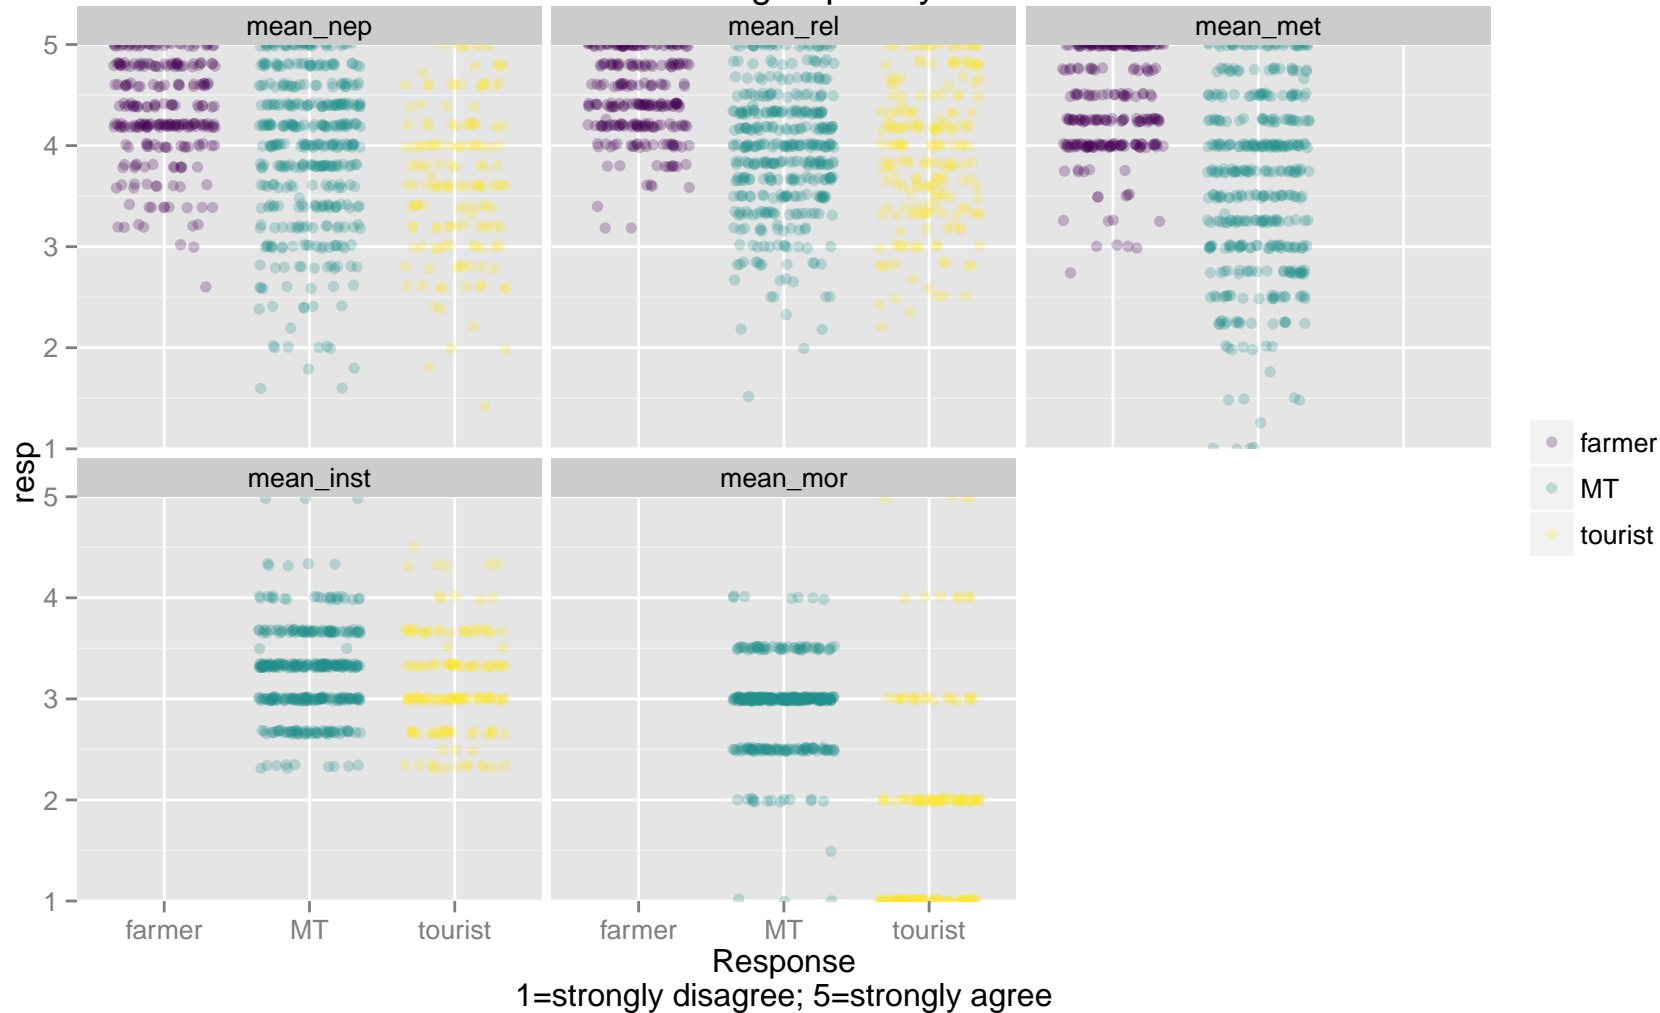 mean_nep mean_rel mean_met
5
4
3
2
1
mean_inst mean_mor
5
4
3
2
1
resp
farmer MT tourist farmer MT tourist
Response
1=strongly disagree; 5=strongly agree
farmer
MT
tourist